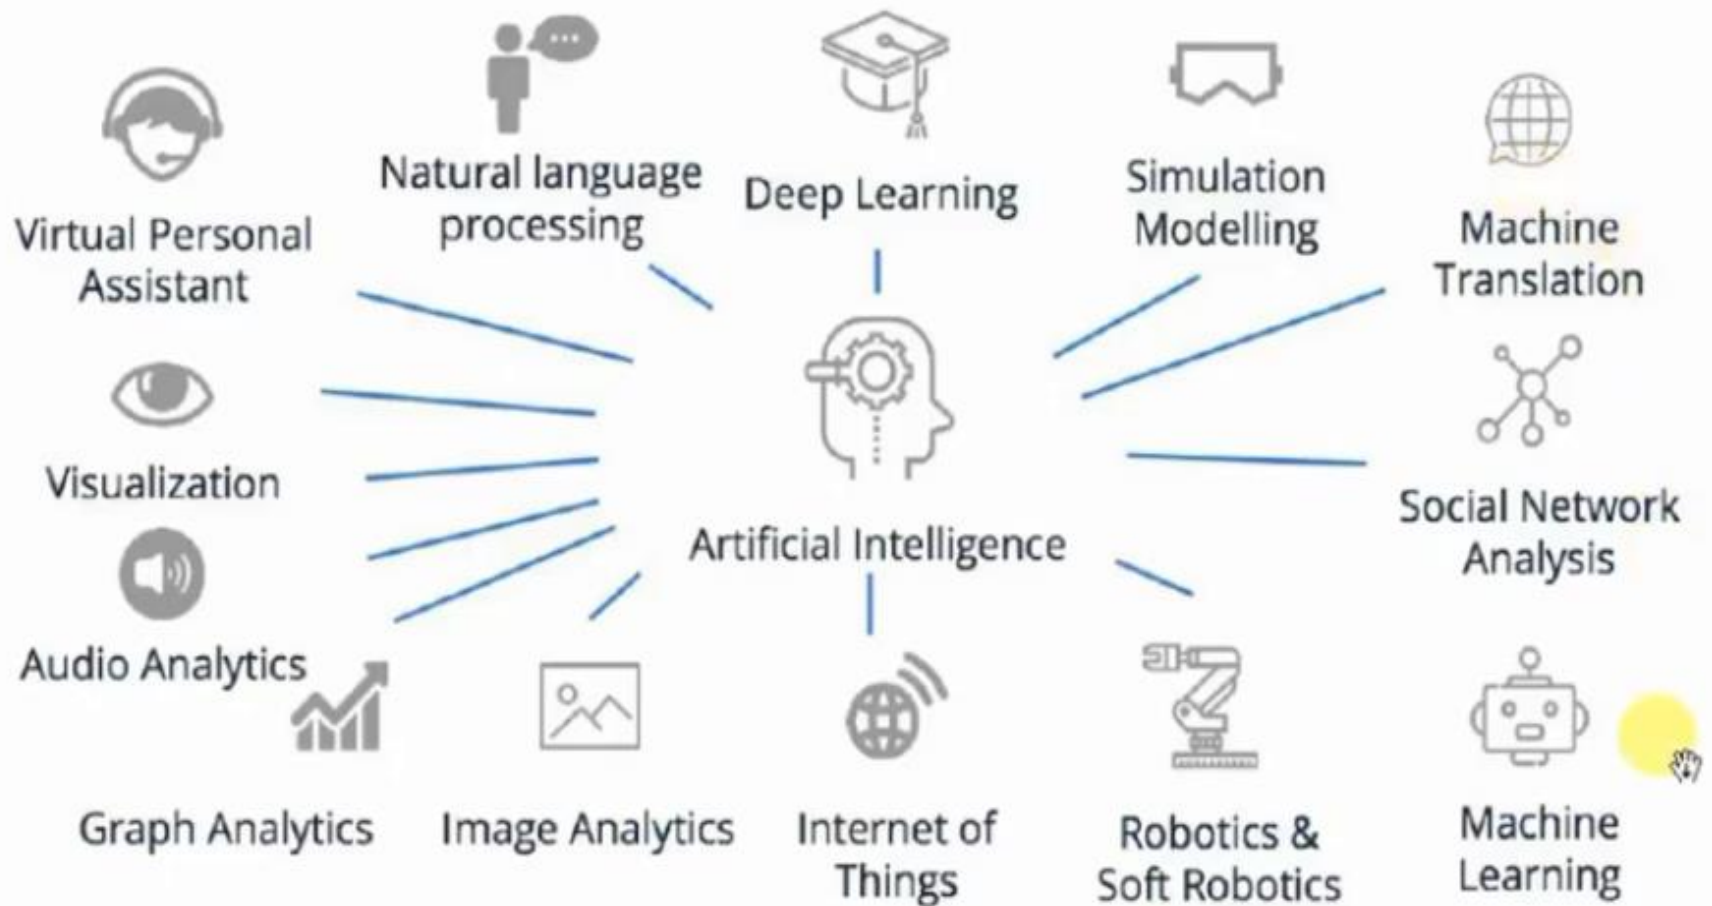 Natural language
processing
Deep Learning
Simulation
Modelling
Machine
Translation
Virtual Personal
Assistant
Visualization
Social Network
Analysis
Artificial Intelligence
Audio Analytics
Graph Analytics
Image Analytics
Internet of
Things
Robotics &
Soft Robotics
Machine
Learning